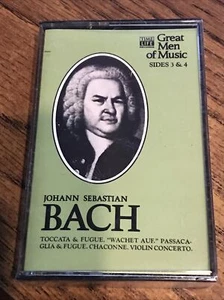 TIME
LIFE
Great
Men
of Music
SIDES 3 & 4
JOHANN SEBASTIAN
BACH
TOCCATA & FUGUE. "WACHET AUF." PASSACA-
GLIA & FUGUE. CHACONNE. VIOLIN CONCERTO.